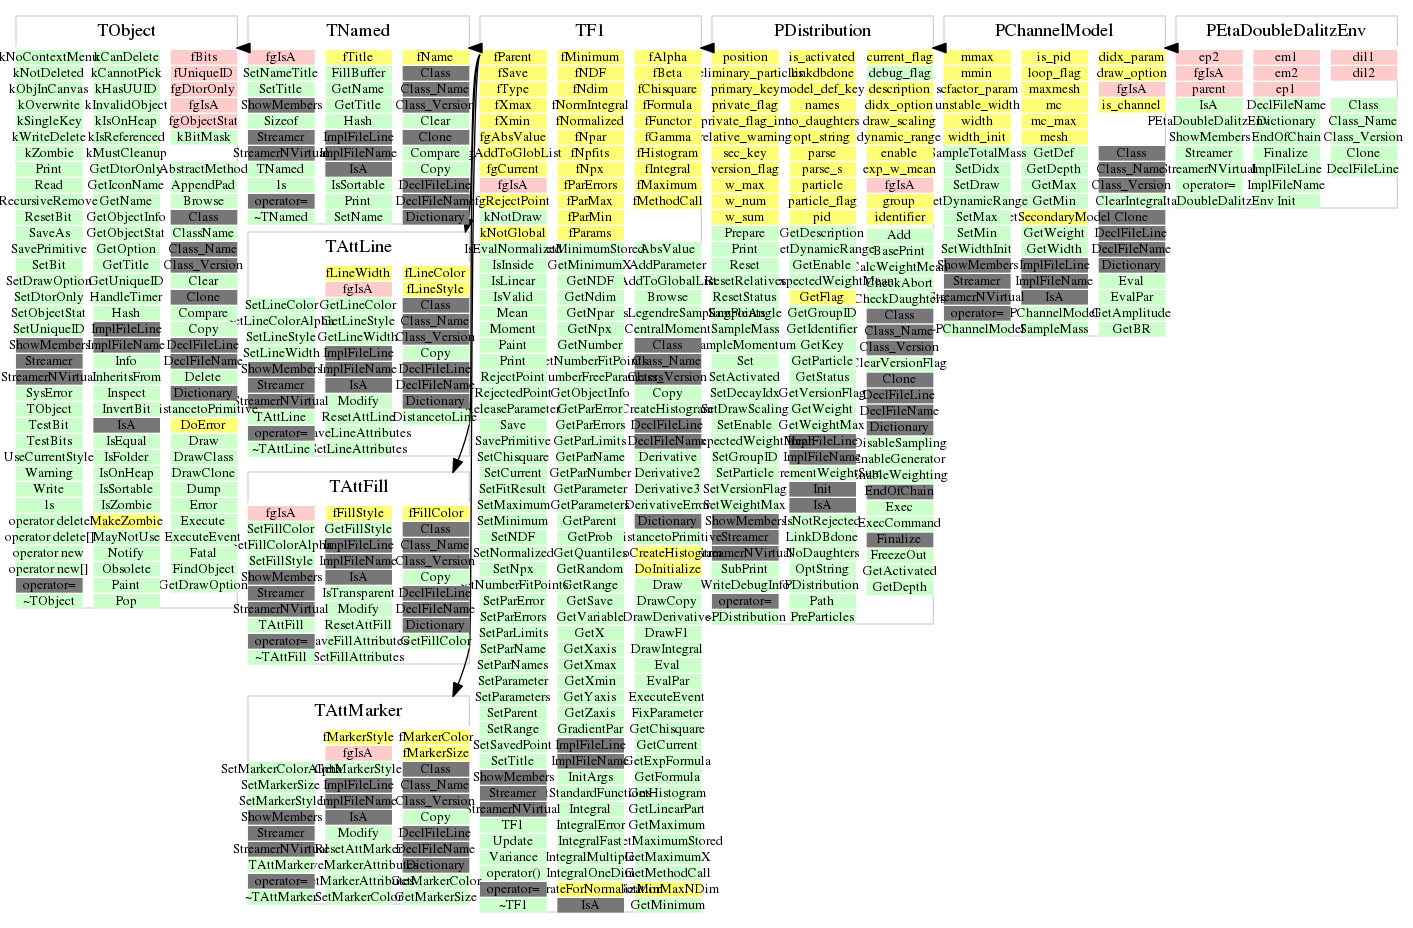 TObject
kCanDelete
fBits
kNotDeleted
kCannotPick
fUniqueID
kObjInCanvas
kHasUUID
fgDtorOnly
kOverwrite
kInvalidObject
fgIsA
kSingleKey
kIsOnHeap
fgObjectStat
kWriteDelete
kIsReferenced
kBitMask
kZombie
kMustCleanup
Print
GetDtorOnly
AbstractMethod
Read
GetIconName
AppendPad
RecursiveRemove
GetName
Browse
ResetBit
GetObjectInfo
Class
SaveAs
GetObjectStat
ClassName
SavePrimitive
GetOption
Class_Name
SetBit
GetTitle
Class_Version
SetDrawOption
GetUniqueID
Clear
SetDtorOnly
HandleTimer
Clone
SetObjectStat
Hash
Compare
SetUniqueID
ImplFileLine
Copy
ShowMembers
ImplFileName
DeclFileLine
Streamer
Info
DeclFileName
StreamerNVirtual
InheritsFrom
Delete
SysError
Inspect
Dictionary
TObject
InvertBit
TestBit
IsA
DoError
TestBits
IsEqual
Draw
UseCurrentStyle
IsFolder
DrawClass
Warning
IsOnHeap
DrawClone
Write
IsSortable
Dump
ls
IsZombie
Error
operator delete
MakeZombie
Execute
operator delete[]
MayNotUse
ExecuteEvent
operator new
Notify
Fatal
operator new[]
Obsolete
FindObject
operator=
Paint
GetDrawOption
~TObject
Pop
TNamed
fgIsA
fTitle
fName
SetNameTitle
FillBuffer
Class
SetTitle
GetName
Class_Name
ShowMembers
GetTitle
Class_Version
Sizeof
Hash
Clear
Streamer
ImplFileLine
Clone
ImplFileName
Compare
TNamed
IsA
Copy
ls
IsSortable
DeclFileLine
operator=
Print
DeclFileName
~TNamed
SetName
Dictionary
TAttLine
fLineWidth
fLineColor
fgIsA
fLineStyle
SetLineColor
GetLineColor
Class
GetLineStyle
Class_Name
SetLineStyle
GetLineWidth
Class_Version
SetLineWidth
ImplFileLine
Copy
ShowMembers
ImplFileName
DeclFileLine
Streamer
IsA
DeclFileName
StreamerNVirtual
Modify
Dictionary
TAttLine
ResetAttLine
DistancetoLine
operator=
~TAttLine
SetLineAttributes
TAttFill
fgIsA
fFillStyle
fFillColor
SetFillColor
GetFillStyle
Class
ImplFileLine
Class_Name
SetFillStyle
ImplFileName
Class_Version
ShowMembers
IsA
Copy
Streamer
IsTransparent
DeclFileLine
StreamerNVirtual
Modify
DeclFileName
TAttFill
ResetAttFill
Dictionary
operator=
GetFillColor
~TAttFill
SetFillAttributes
TAttMarker
fMarkerStyle
fMarkerColor
fgIsA
fMarkerSize
Class
SetMarkerSize
ImplFileLine
Class_Name
SetMarkerStyle
ImplFileName
Class_Version
ShowMembers
IsA
Copy
Streamer
Modify
DeclFileLine
StreamerNVirtual
ResetAttMarker
DeclFileName
TAttMarker
Dictionary
operator=
GetMarkerColor
~TAttMarker
SetMarkerColor
GetMarkerSize
TF1
fParent
fMinimum
fAlpha
fSave
fNDF
fBeta
fType
fNdim
fChisquare
fXmax
fNormIntegral
fFormula
fXmin
fNormalized
fFunctor
fgAbsValue
fNpar
fGamma
fgAddToGlobList
fNpfits
fHistogram
fgCurrent
fNpx
fIntegral
fgIsA
fParErrors
fMaximum
fgRejectPoint
fParMax
fMethodCall
kNotDraw
fParMin
kNotGlobal
fParams
IsEvalNormalized
AbsValue
IsInside
GetMinimumX
AddParameter
IsLinear
GetNDF
IsValid
GetNdim
Browse
Mean
GetNpar
Moment
GetNpx
CentralMoment
Paint
GetNumber
Class
Print
Class_Name
RejectPoint
Class_Version
RejectedPoint
GetObjectInfo
Copy
ReleaseParameter
GetParError
CreateHistogram
Save
GetParErrors
DeclFileLine
SavePrimitive
GetParLimits
DeclFileName
SetChisquare
GetParName
Derivative
SetCurrent
GetParNumber
Derivative2
SetFitResult
GetParameter
Derivative3
SetMaximum
GetParameters
DerivativeError
SetMinimum
GetParent
Dictionary
SetNDF
GetProb
SetNormalized
GetQuantiles
DoCreateHistogram
SetNpx
GetRandom
DoInitialize
GetRange
Draw
SetParError
GetSave
DrawCopy
SetParErrors
GetVariable
DrawDerivative
SetParLimits
GetX
DrawF1
SetParName
GetXaxis
DrawIntegral
SetParNames
GetXmax
Eval
SetParameter
GetXmin
EvalPar
SetParameters
GetYaxis
ExecuteEvent
SetParent
GetZaxis
FixParameter
SetRange
GradientPar
GetChisquare
SetSavedPoint
ImplFileLine
GetCurrent
SetTitle
ImplFileName
GetExpFormula
ShowMembers
InitArgs
GetFormula
Streamer
GetHistogram
StreamerNVirtual
Integral
GetLinearPart
TF1
IntegralError
GetMaximum
Update
IntegralFast
GetMaximumStored
Variance
IntegralMultiple
GetMaximumX
operator()
IntegralOneDim
GetMethodCall
operator=
~TF1
IsA
GetMinimum
PDistribution
position
is_activated
current_flag
linkdbdone
debug_flag
primary_key
model_def_key
description
private_flag
names
didx_option
no_daughters
draw_scaling
relative_warning
opt_string
dynamic_range
sec_key
parse
enable
version_flag
parse_s
exp_w_mean
w_max
particle
fgIsA
w_num
particle_flag
group
w_sum
pid
identifier
Prepare
GetDescription
Add
Print
GetDynamicRange
BasePrint
Reset
GetEnable
CalcWeightMean
CheckAbort
ResetStatus
GetFlag
CheckDaughters
GetGroupID
Class
SampleMass
GetIdentifier
Class_Name
SampleMomentum
GetKey
Class_Version
Set
GetParticle
ClearVersionFlag
SetActivated
GetStatus
Clone
SetDecayIdx
GetVersionFlag
DeclFileLine
SetDrawScaling
GetWeight
DeclFileName
SetEnable
GetWeightMax
Dictionary
ImplFileLine
DisableSampling
SetGroupID
ImplFileName
EnableGenerator
SetParticle
EnableWeighting
SetVersionFlag
Init
EndOfChain
SetWeightMax
IsA
Exec
ShowMembers
IsNotRejected
ExecCommand
Streamer
LinkDBdone
Finalize
StreamerNVirtual
NoDaughters
FreezeOut
SubPrint
OptString
GetActivated
WriteDebugInfo
PDistribution
GetDepth
operator=
Path
~PDistribution
PreParticles
PChannelModel
mmax
is_pid
didx_param
mmin
loop_flag
draw_option
scfactor_param
maxmesh
fgIsA
unstable_width
mc
is_channel
width
mc_max
width_init
mesh
SampleTotalMass
GetDef
Class
SetDidx
GetDepth
Class_Name
SetDraw
GetMax
Class_Version
SetDynamicRange
GetMin
ClearIntegral
SetMax
GetSecondaryModel
Clone
SetMin
GetWeight
DeclFileLine
SetWidthInit
GetWidth
DeclFileName
ShowMembers
ImplFileLine
Dictionary
Streamer
ImplFileName
Eval
StreamerNVirtual
IsA
EvalPar
operator=
PChannelModel
GetAmplitude
~PChannelModel
SampleMass
GetBR
PEtaDoubleDalitzEnv
ep2
em1
dil1
fgIsA
em2
dil2
parent
ep1
IsA
DeclFileName
Class
PEtaDoubleDalitzEnv
Dictionary
Class_Name
ShowMembers
EndOfChain
Class_Version
Streamer
Finalize
Clone
StreamerNVirtual
ImplFileLine
DeclFileLine
operator=
ImplFileName
Init